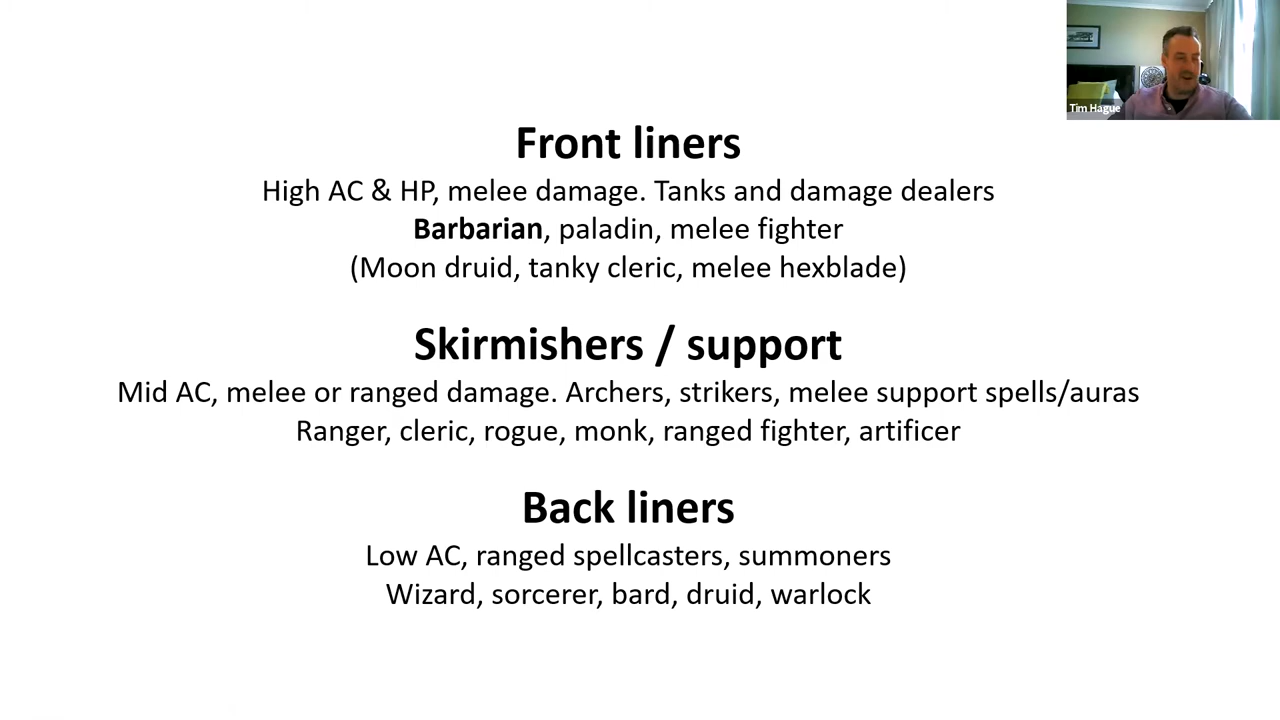 Tim Hague
Front liners
High AC & HP, melee damage. Tanks and damage dealers
Barbarian, paladin, melee fighter
(Moon druid, tanky cleric, melee hexblade)
Skirmishers / support
Mid AC, melee or ranged damage. Archers, strikers, melee support spells/auras
Ranger, cleric, rogue, monk, ranged fighter, artificer
Back liners
Low AC, ranged spellcasters, summoners
Wizard, sorcerer, bard, druid, warlock